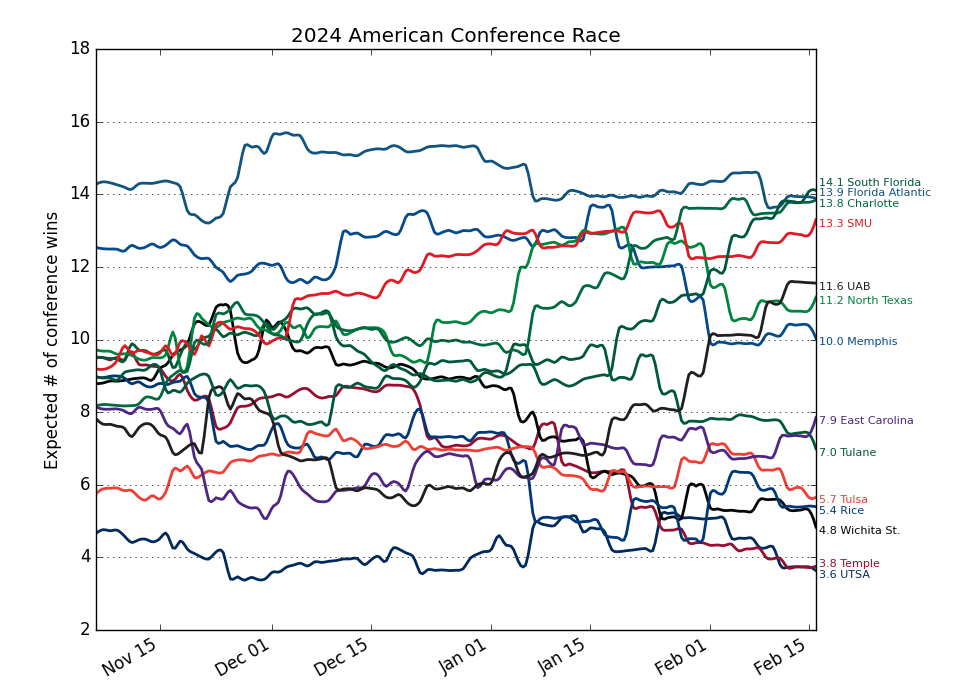 2024 American Conference Race
Expected # of conference wins
18
16
14
12
10
8
6
4
2
14.1 South Florida
13.9 Florida Atlantic
13.8 Charlotte
13.3 SMU
11.6 UAB
11.2 North Texas
10.0 Memphis
7.9 East Carolina
7.0 Tulane
5.7 Tulsa
5.4 Rice
4.8 Wichita St.
3.8 Temple
3.6 UTSA
Nov 15
Dec 01
Dec 15
Jan 01
Jan 15
Feb 01
Feb 15